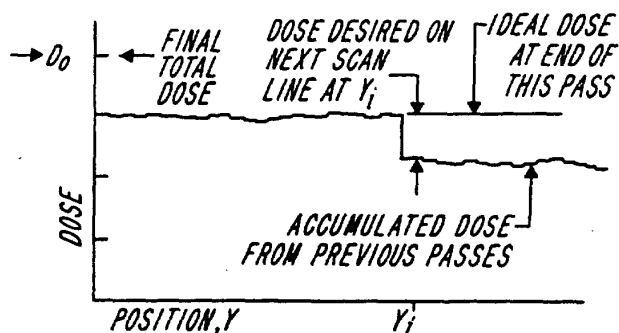 → D₀ ← FINAL TOTAL DOSE
DOSE DESIRED ON
NEXT SCAN
LINE AT Yᵢ
IDEAL DOSE
AT END OF
THIS PASS
DOSE
ACCUMULATED DOSE
FROM PREVIOUS PASSES
POSITION, Y
Yᵢ